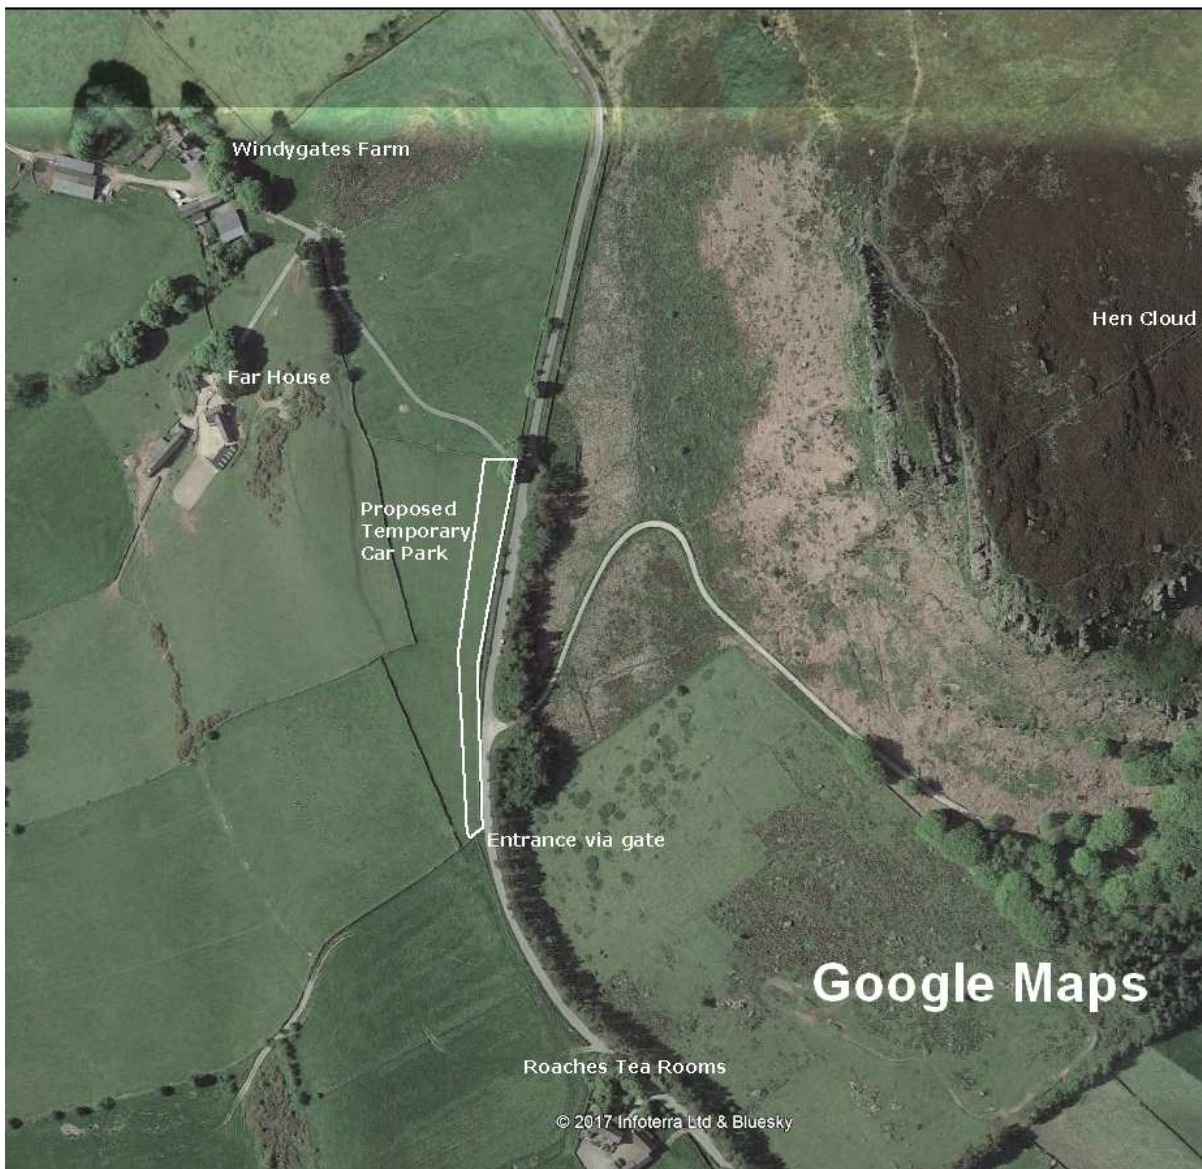 Windygates Farm
Hen Cloud
Far House
Proposed
Temporary
Car Park
Entrance via gate
Google Maps
Roaches Tea Rooms
© 2017 Infoterra Ltd & Bluesky